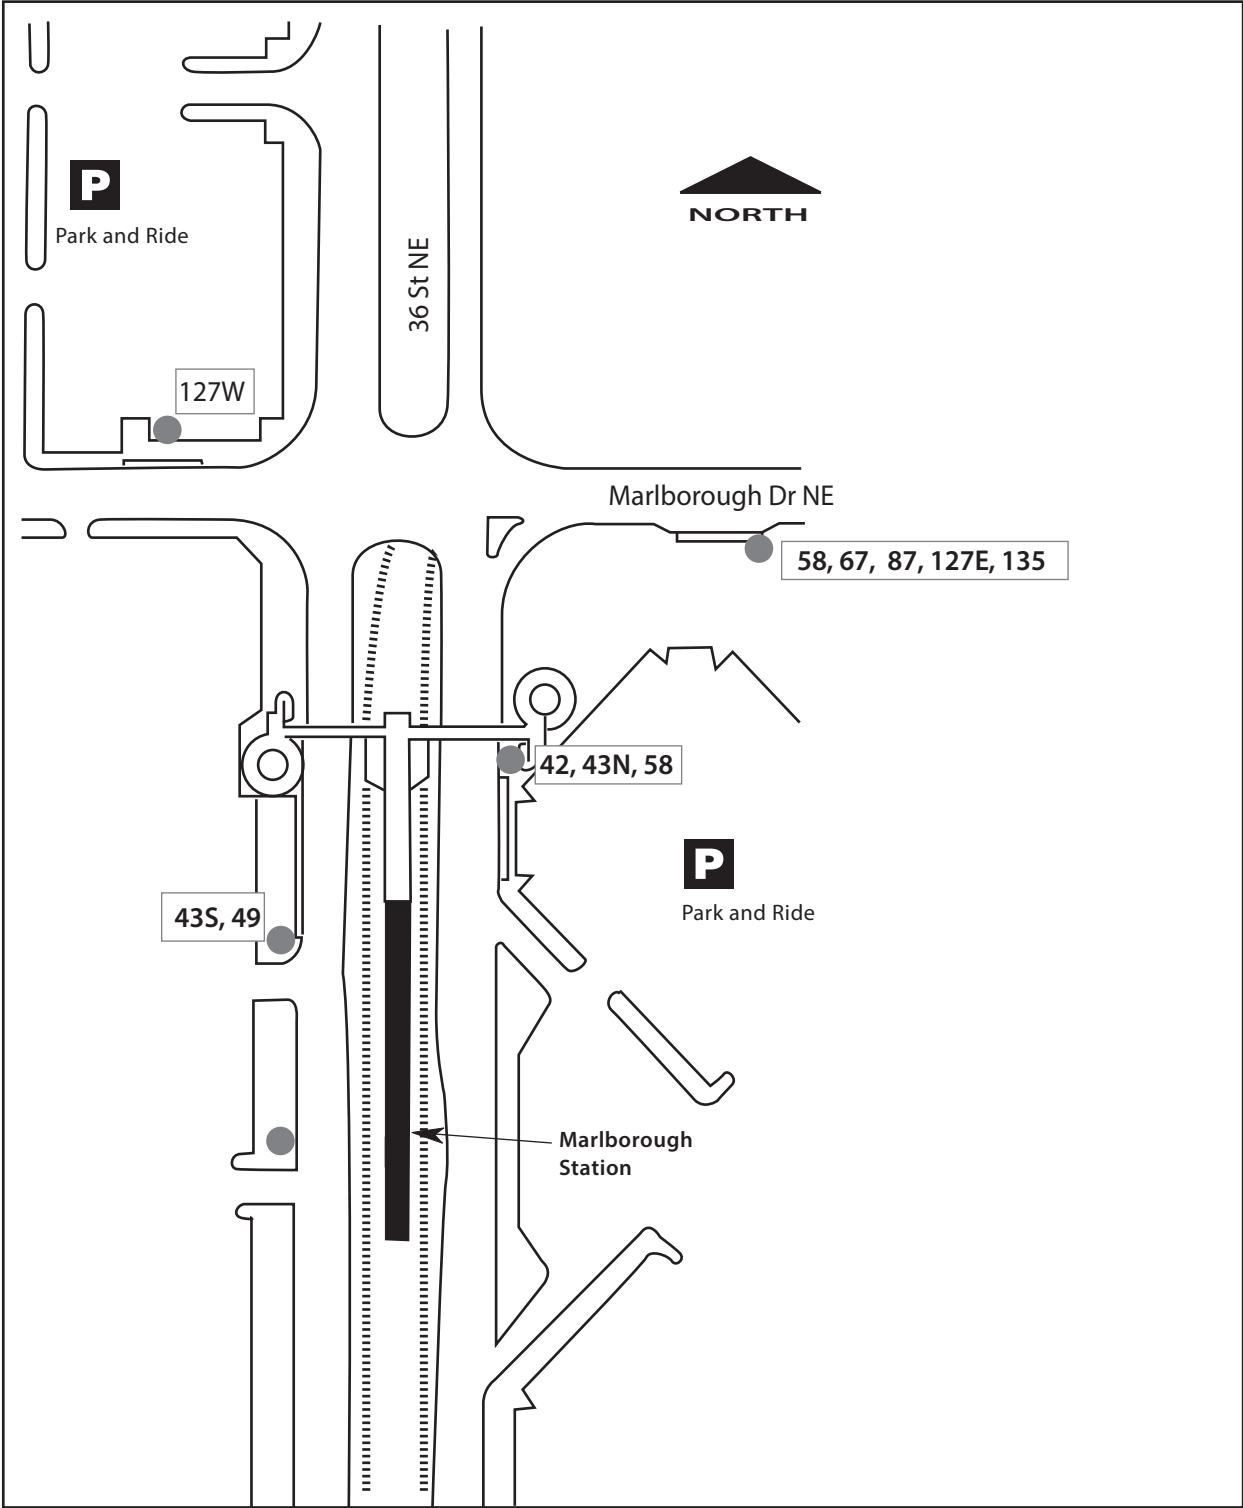 P
Park and Ride
NORTH
36 St NE
127W
Marlborough Dr NE
58, 67, 87, 127E, 135
42, 43N, 58
P
Park and Ride
43S, 49
Marlborough
Station